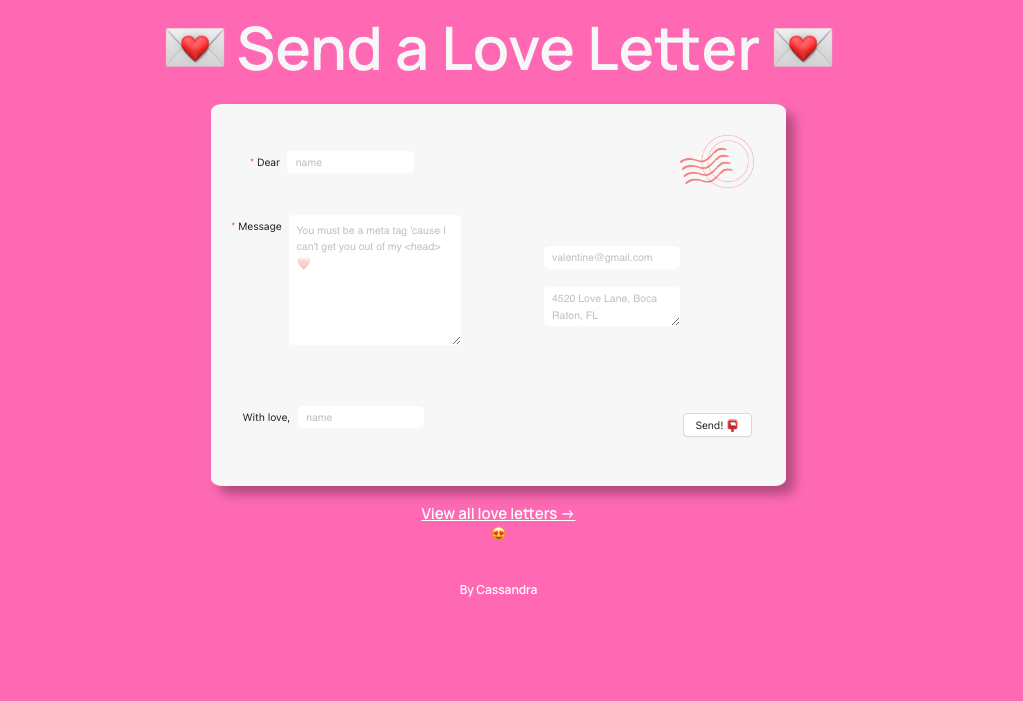 💌 Send a Love Letter 💌
* Dear
name
* Message
You must be a meta tag 'cause I
can't get you out of my <head>
🩷
valentine@gmail.com
4520 Love Lane, Boca
Raton, FL
With love,
name
Send! 📮
View all love letters →
😍
By Cassandra